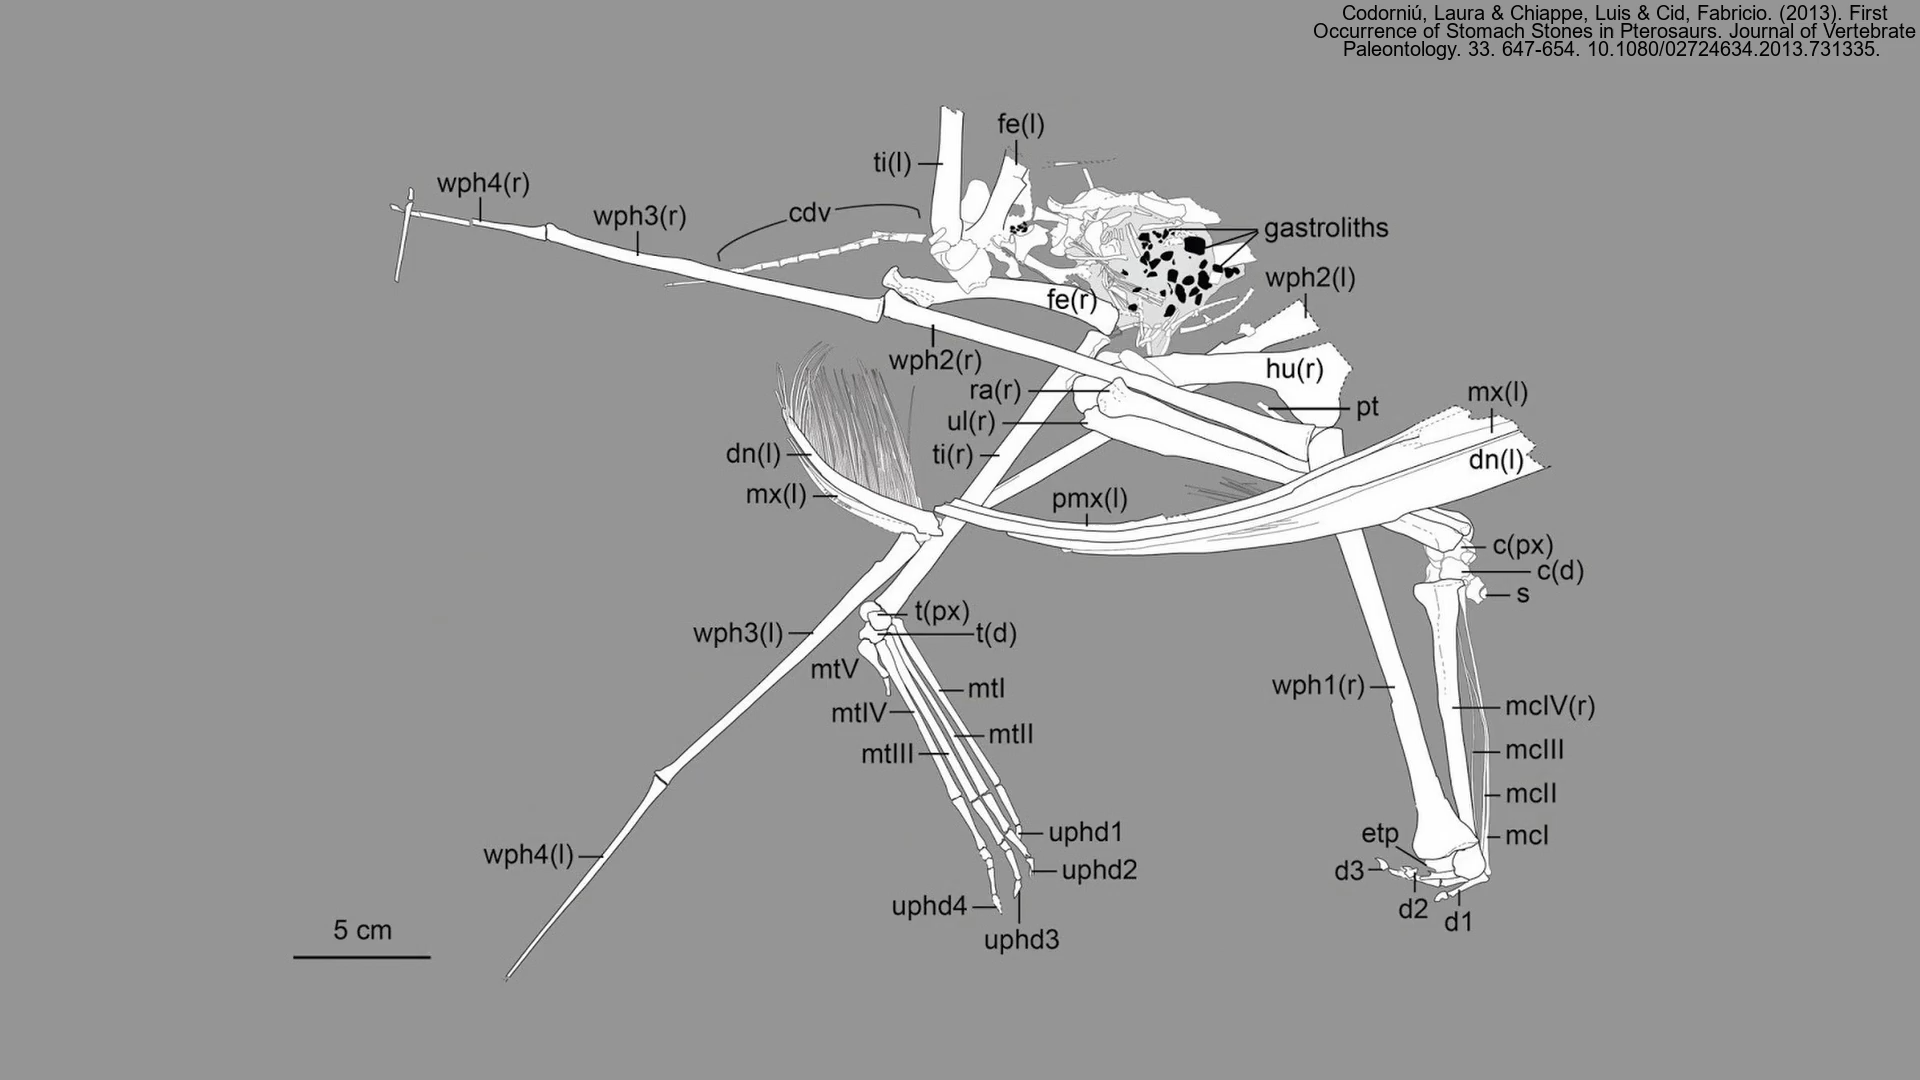 Codorniú, Laura & Chiappe, Luis & Cid, Fabricio. (2013). First
Occurrence of Stomach Stones in Pterosaurs. Journal of Vertebrate
Paleontology. 33. 647-654. 10.1080/02724634.2013.731335.
fe(l)
ti(l)
wph4(r)
wph3(r)
cdv
gastroliths
wph2(l)
fe(r)
wph2(r)
hu(r)
ra(r)
mx(l)
pt
ul(r)
dn(l)
ti(r)
dn(l)
mx(l)
pmx(l)
c(px)
c(d)
s
t(px)
wph3(l)
t(d)
mtV
mtI
wph1(r)
mcIV(r)
mtIV
mtII
mtIII
mcIII
mcII
uphd1
etp
mcI
wph4(l)
uphd2
d3
uphd4
d2
d1
5 cm
uphd3